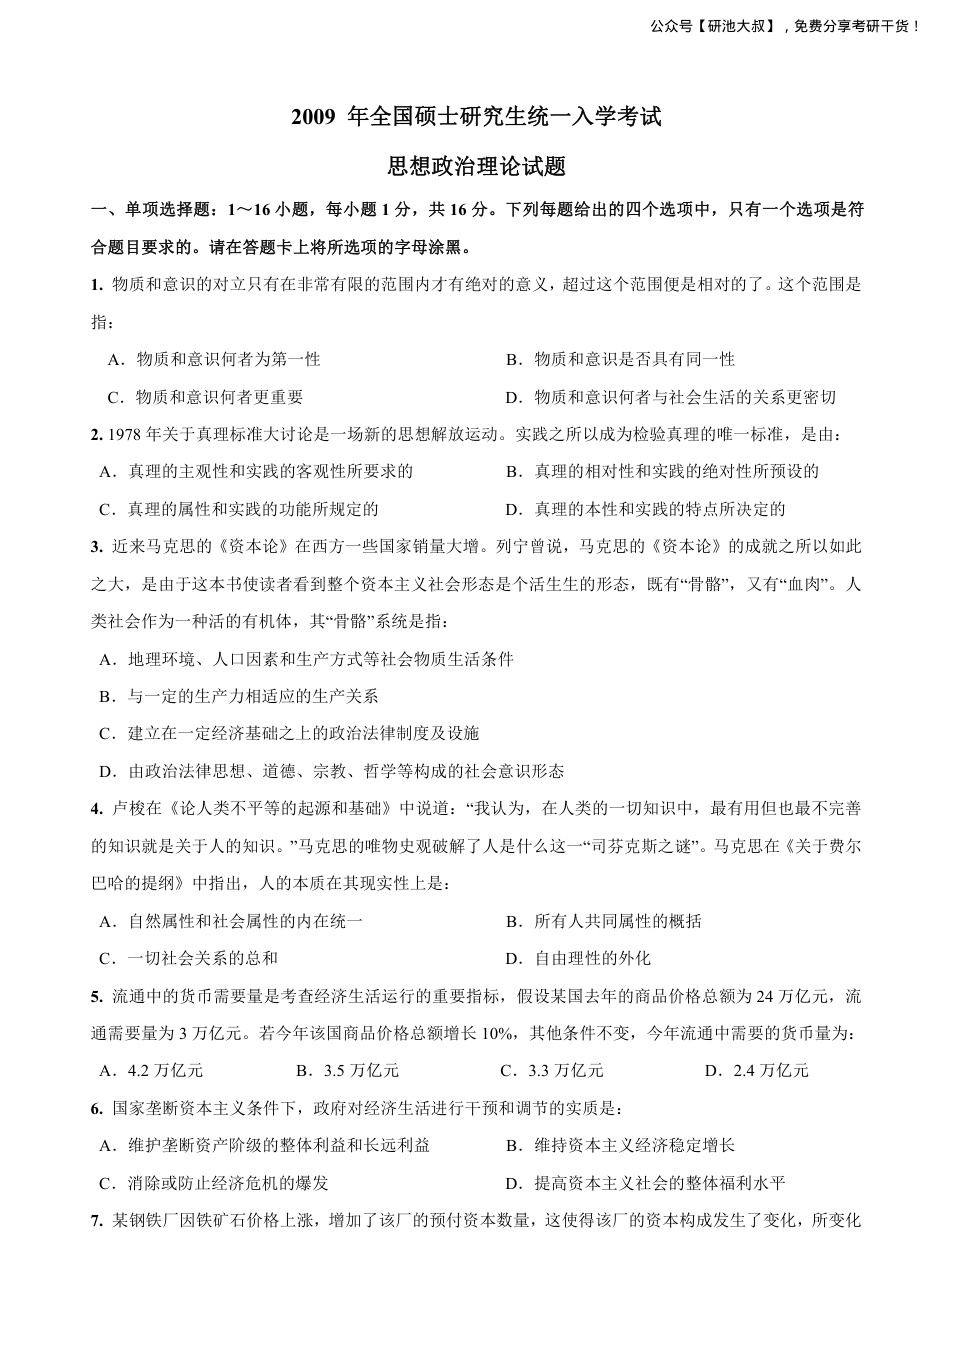 公众号【研池大叔】，免费分享考研干货！
2009 年全国硕士研究生统一入学考试
思想政治理论试题
一、单项选择题：1～16 小题，每小题 1 分，共 16 分。下列每题给出的四个选项中，只有一个选项是符
合题目要求的。请在答题卡上将所选项的字母涂黑。
1. 物质和意识的对立只有在非常有限的范围内才有绝对的意义，超过这个范围便是相对的了。这个范围是
指：
A．物质和意识何者为第一性 B．物质和意识是否具有同一性
C．物质和意识何者更重要 D．物质和意识何者与社会生活的关系更密切
2. 1978 年关于真理标准大讨论是一场新的思想解放运动。实践之所以成为检验真理的唯一标准，是由：
A．真理的主观性和实践的客观性所要求的 B．真理的相对性和实践的绝对性所预设的
C．真理的属性和实践的功能所规定的 D．真理的本性和实践的特点所决定的
3. 近来马克思的《资本论》在西方一些国家销量大增。列宁曾说，马克思的《资本论》的成就之所以如此
之大，是由于这本书使读者看到整个资本主义社会形态是个活生生的形态，既有“骨骼”，又有“血肉”。人
类社会作为一种活的有机体，其“骨骼”系统是指：
A．地理环境、人口因素和生产方式等社会物质生活条件
B．与一定的生产力相适应的生产关系
C．建立在一定经济基础之上的政治法律制度及设施
D．由政治法律思想、道德、宗教、哲学等构成的社会意识形态
4. 卢梭在《论人类不平等的起源和基础》中说道：“我认为，在人类的一切知识中，最有用但也最不完善
的知识就是关于人的知识。”马克思的唯物史观破解了人是什么这一“司芬克斯之谜”。马克思在《关于费尔
巴哈的提纲》中指出，人的本质在其现实性上是：
A．自然属性和社会属性的内在统一 B．所有人共同属性的概括
C．一切社会关系的总和 D．自由理性的外化
5. 流通中的货币需要量是考查经济生活运行的重要指标，假设某国去年的商品价格总额为 24 万亿元，流
通需要量为 3 万亿元。若今年该国商品价格总额增长 10%，其他条件不变，今年流通中需要的货币量为：
A．4.2 万亿元 B．3.5 万亿元 C．3.3 万亿元 D．2.4 万亿元
6. 国家垄断资本主义条件下，政府对经济生活进行干预和调节的实质是：
A．维护垄断资产阶级的整体利益和长远利益 B．维持资本主义经济稳定增长
C．消除或防止经济危机的爆发 D．提高资本主义社会的整体福利水平
7. 某钢铁厂因铁矿石价格上涨，增加了该厂的预付资本数量，这使得该厂的资本构成发生了变化，所变化